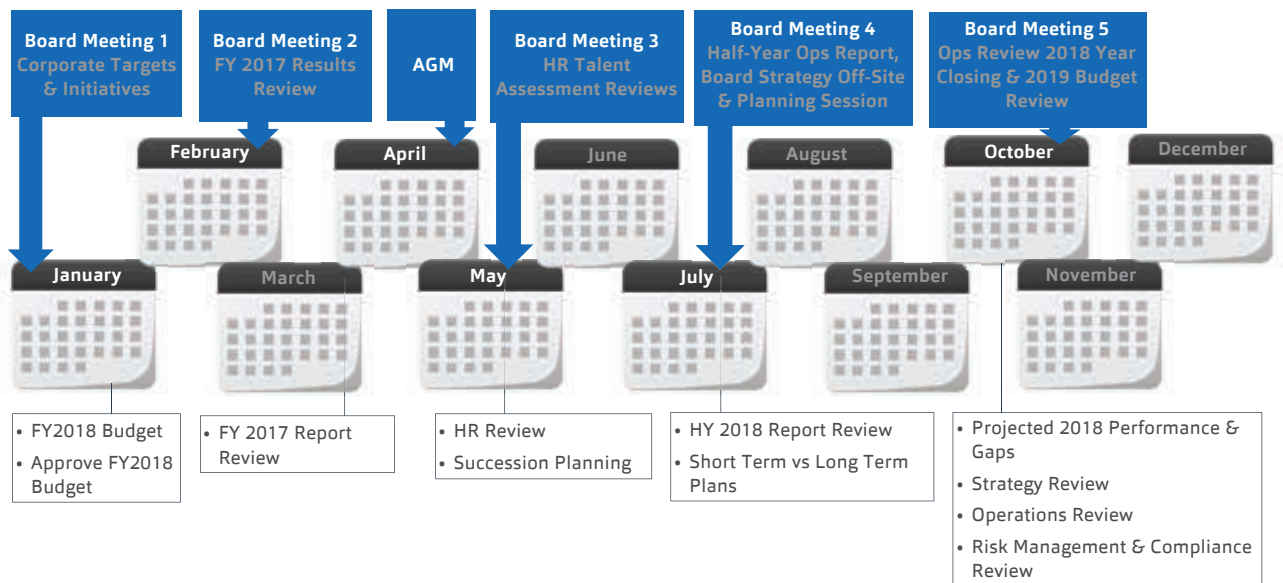 Board Meeting 1
Corporate Targets
& Initiatives
Board Meeting 2
FY 2017 Results
Review
AGM
Board Meeting 3
HR Talent
Assessment Reviews
Board Meeting 4
Half-Year Ops Report,
Board Strategy Off-Site
& Planning Session
Board Meeting 5
Ops Review 2018 Year
Closing & 2019 Budget
Review
February
April
June
August
October
December
January
March
May
July
September
November
• FY2018 Budget
• Approve FY2018
Budget
• FY 2017 Report
Review
• HR Review
• Succession Planning
• HY 2018 Report Review
• Short Term vs Long Term
Plans
• Projected 2018 Performance &
Gaps
• Strategy Review
• Operations Review
• Risk Management & Compliance
Review